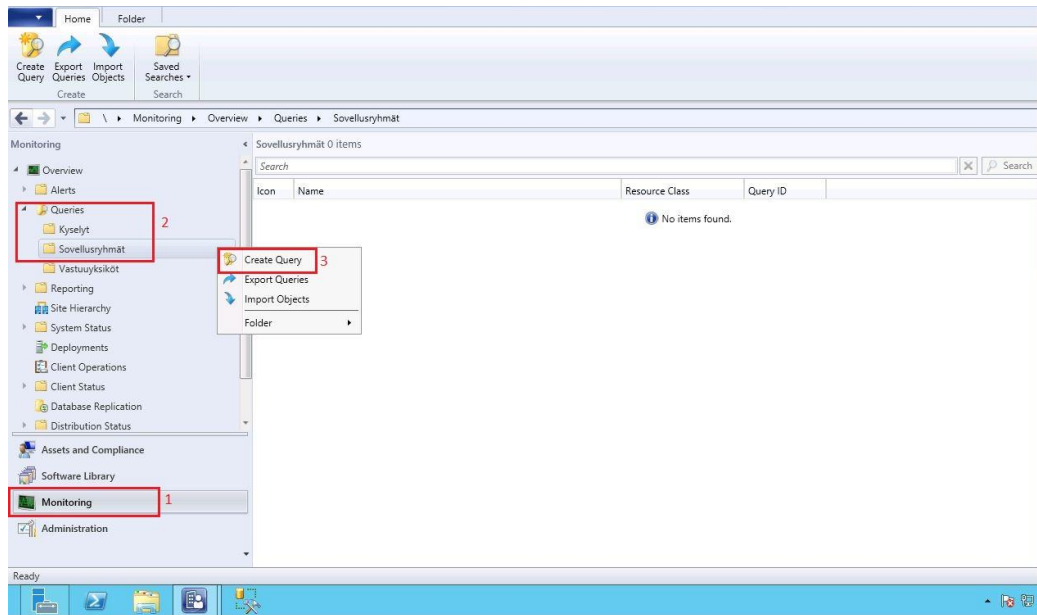 Home Folder
Create Query
Export Queries
Import Objects
Saved Searches
Create
Search
\ Monitoring Overview Queries Sovellusryhmät
Monitoring
Sovellusryhmät 0 items
Search
Search
Overview
Alerts
Queries
2
Kyselyt
Sovellusryhmät
Vastuuyksiköt
Reporting
Site Hierarchy
System Status
Deployments
Client Operations
Client Status
Database Replication
Distribution Status
Icon Name Resource Class Query ID
No items found.
Create Query
3
Export Queries
Import Objects
Folder
Assets and Compliance
Software Library
Monitoring
1
Administration
Ready